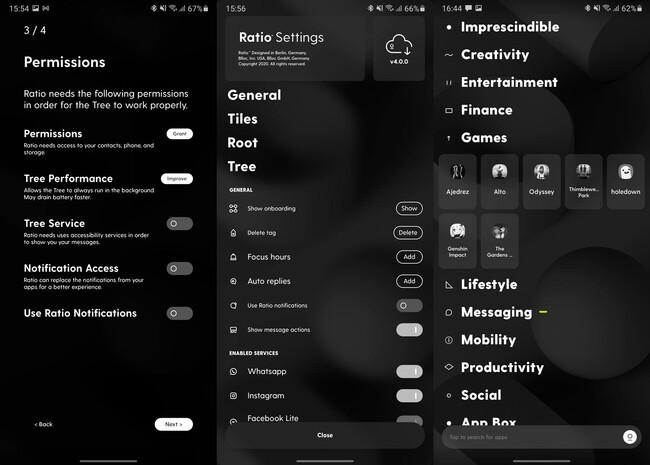 15:54
67%
3 / 4
Permissions
Ratio needs the following permissions
in order for the Tree to work properly.
Permissions
Grant
Ratio needs access to your contacts, phone, and
storage.
Tree Performance
Improve
Allows the Tree to always run in the background.
May drain battery faster.
Tree Service
Ratio needs uses accessibility services in order
to show you your messages.
Notification Access
Ratio can replace the notifications from your
apps for a better experience.
Use Ratio Notifications
< Back
Next >
15:56
66%
Ratio™ Settings
Ratio™ Designed in Berlin, Germany.
Blloc, Inc. USA, Blloc GmbH, Germany
Copyright 2020. All rights reserved.
v4.0.0
General
Tiles
Root
Tree
GENERAL
Show onboarding
Show
Delete tag
Delete
Focus hours
Add
Auto replies
Add
Use Ratio notifications
Show message actions
ENABLED SERVICES
Whatsapp
Instagram
Facebook Lite
Close
16:44
62%
Imprescindible
Creativity
Entertainment
Finance
Games
Ajedrez
Alto
Odyssey
Thimblewe...
Park
holedown
Genshin
Impact
The
Gardens ...
Lifestyle
Messaging
Mobility
Productivity
Social
App Box
Tap to search for apps